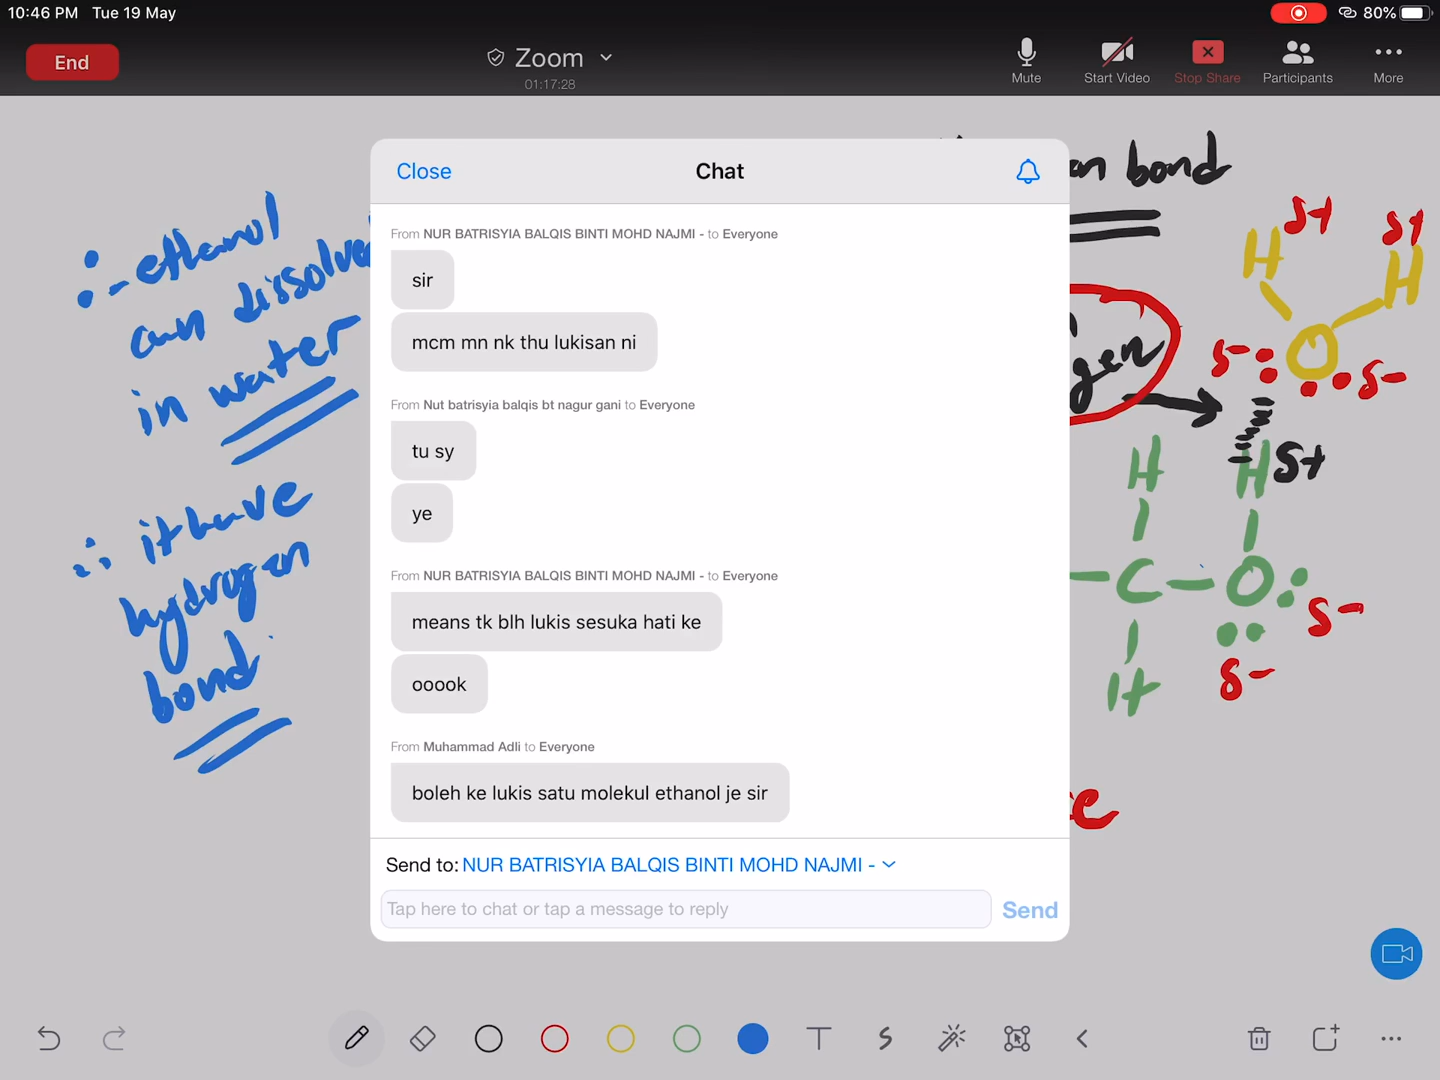 10:46 PM Tue 19 May
80%
End
Zoom
01:17:28
Mute
Start Video
Stop Share
Participants
More
Close
Chat
From NUR BATRISYIA BALQIS BINTI MOHD NAJMI - to Everyone
sir
mcm mn nk thu lukisan ni
From Nut batrisyia balqis bt nagur gani to Everyone
tu sy
ye
From NUR BATRISYIA BALQIS BINTI MOHD NAJMI - to Everyone
means tk blh lukis sesuka hati ke
ooook
From Muhammad Adli to Everyone
boleh ke lukis satu molekul ethanol je sir
Send to: NUR BATRISYIA BALQIS BINTI MOHD NAJMI -
Tap here to chat or tap a message to reply
Send
∴ - ethanol
can dissolve
in water
∴ it have
hydrogen
bond
bond
δ+
δ+
H
H
O
δ-
δ-
H
H
δ+
C - O
δ-
H
δ-
T